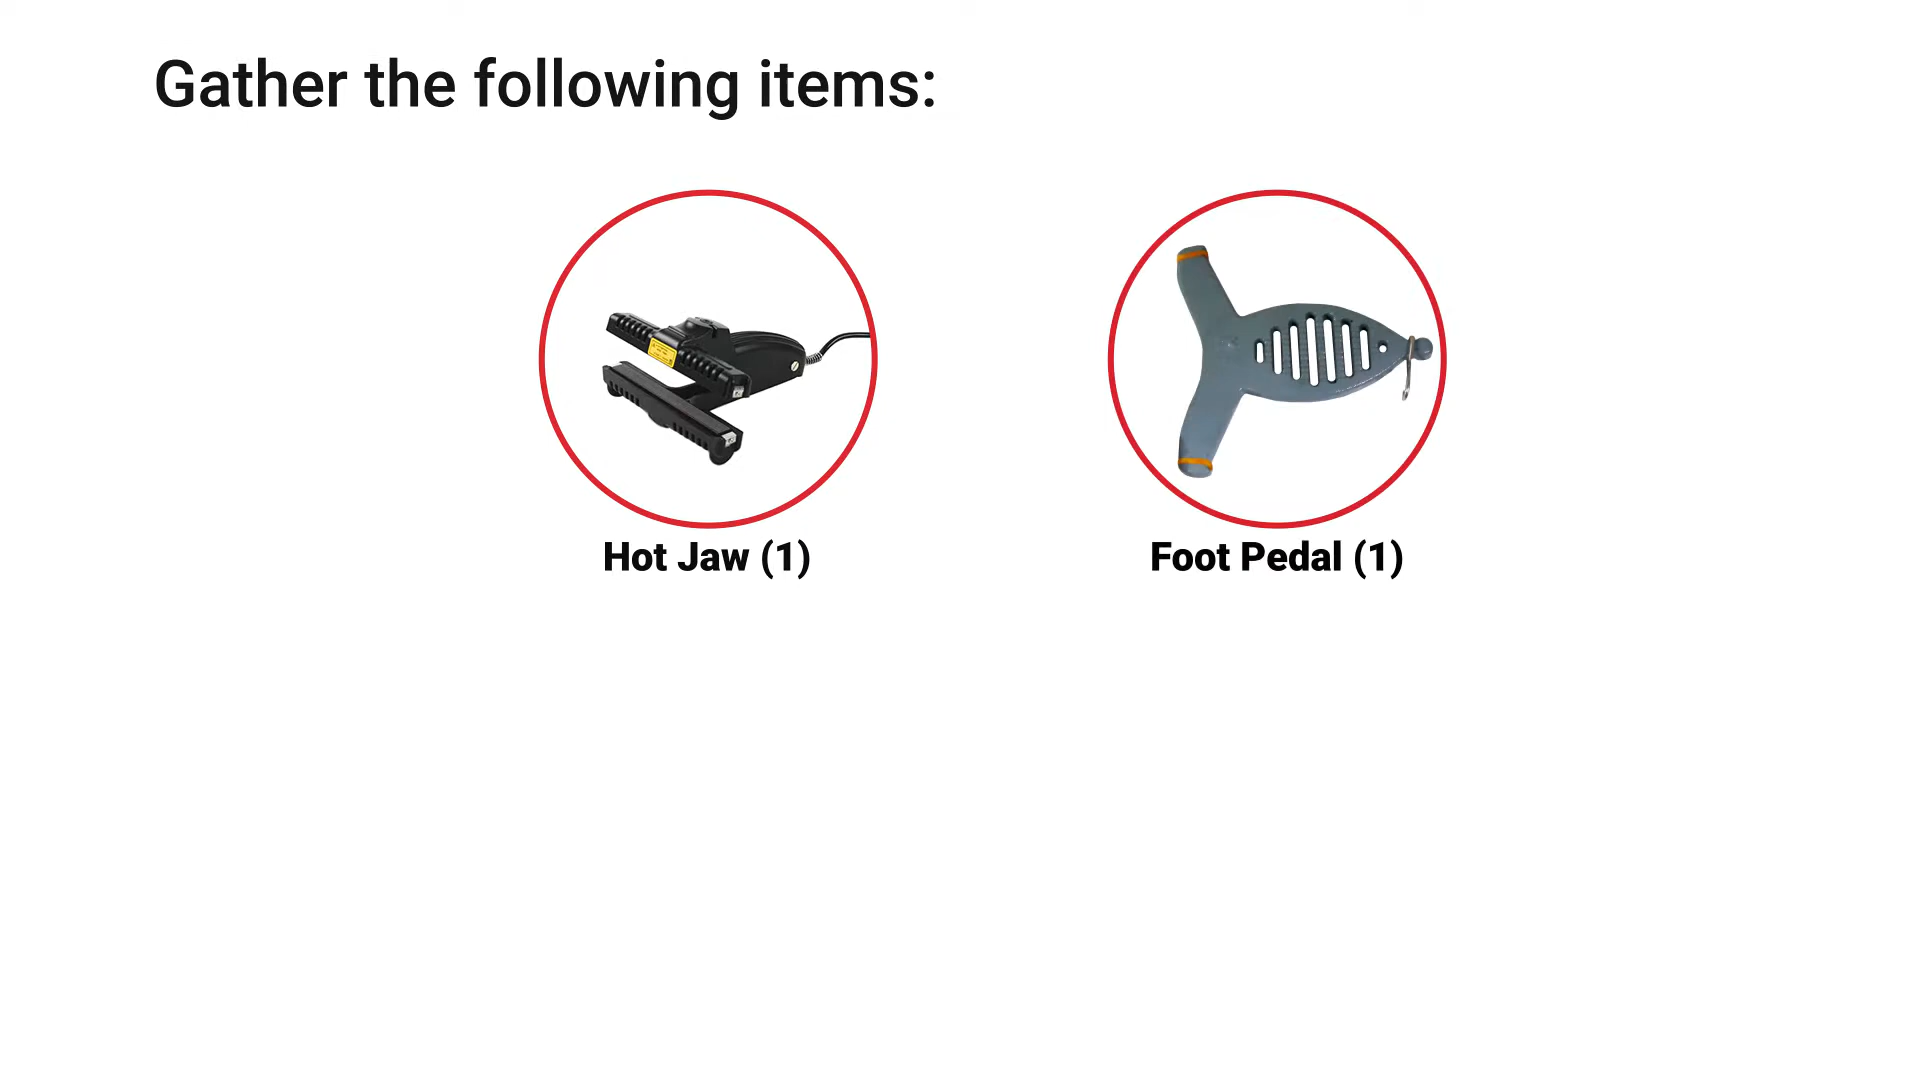 Gather the following items:
Hot Jaw (1)
Foot Pedal (1)